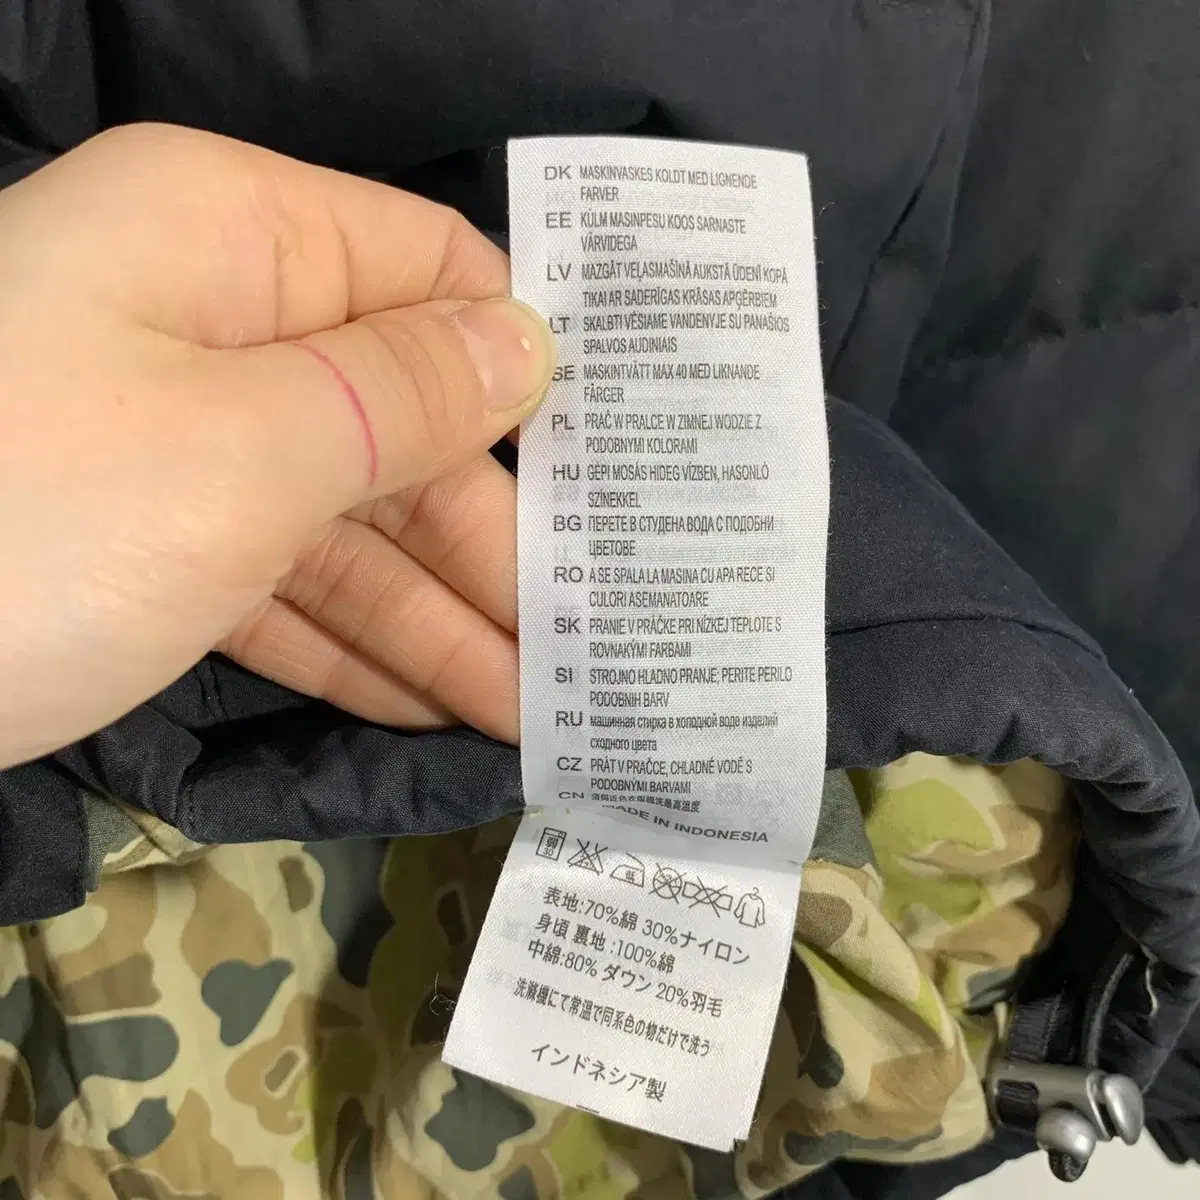 DK MASKINVASKES KOLDT MED LIGNENDE
FARVER
EE KÜLM MASINPESU KOOS SARNASTE
VÄRVIDEGA
LV MAZGĀT VEĻASMAŠĪNĀ AUKSTĀ ŪDENĪ KOPĀ
TIKAI AR SADERĪGAS KRĀSAS APĢĒRBIEM
LT SKALBTI VĖSIAME VANDENYJE SU PANAŠIOS
SPALVOS AUDINIAIS
SE MASKINTVÄTT MAX 40 MED LIKNANDE
FÄRGER
PL PRAĆ W PRALCE W ZIMNEJ WODZIE Z
PODOBNYMI KOLORAMI
HU GÉPI MOSÁS HIDEG VÍZBEN, HASONLÓ
SZÍNEKKEL
BG ПЕРЕТЕ В СТУДЕНА ВОДА С ПОДОБНИ
ЦВЕТОВЕ
RO A SE SPALA LA MASINA CU APA RECE SI
CULORI ASEMANATOARE
SK PRANIE V PRÁČKE PRI NÍZKEJ TEPLOTE S
ROVNAKÝMI FARBAMI
SI STROJNO HLADNO PRANJE; PERITE PERILO
PODOBNIH BARV
RU машинная стирка в холодной воде изделий
сходного цвета
CZ PRÁT V PRAČCE, CHLADNÉ VODĚ S
PODOBNÝMI BARVAMI
CN
MADE IN INDONESIA
弱
30
表地:70%綿 30%ナイロン
身頃 裏地 :100%綿
中綿:80% ダウン 20%羽毛
洗濯機にて常温で同系色の物だけで洗う
インドネシア製